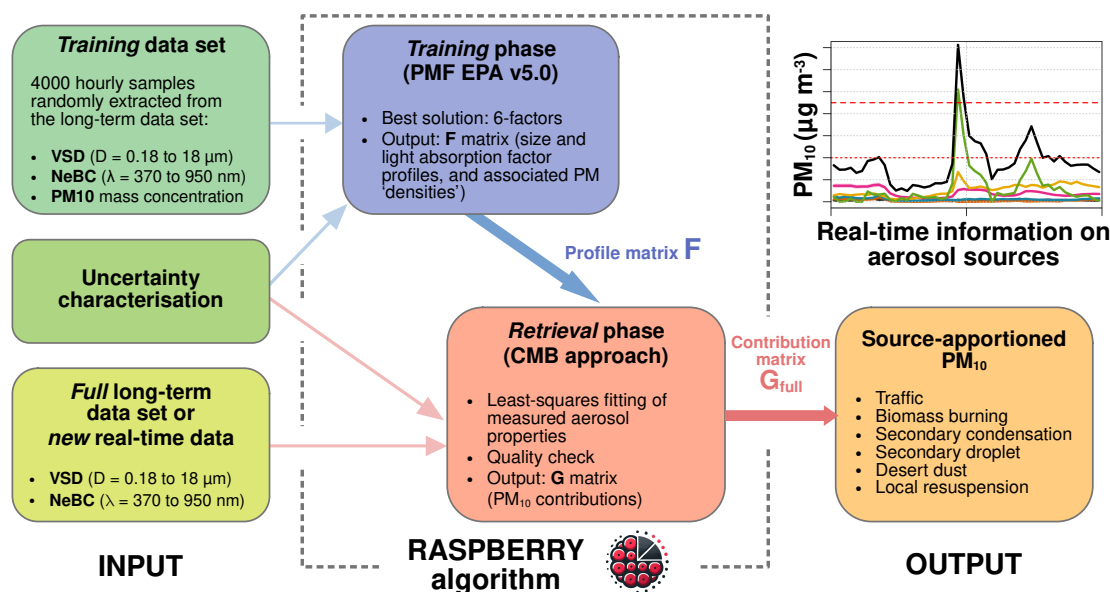 Training data set
4000 hourly samples
randomly extracted from
the long-term data set:
• VSD (D = 0.18 to 18 µm)
• NeBC (λ = 370 to 950 nm)
• PM10 mass concentration
Uncertainty
characterisation
Full long-term
data set or
new real-time data
• VSD (D = 0.18 to 18 µm)
• NeBC (λ = 370 to 950 nm)
INPUT
Training phase
(PMF EPA v5.0)
• Best solution: 6-factors
• Output: F matrix (size and
light absorption factor
profiles, and associated PM
'densities')
Profile matrix F
Retrieval phase
(CMB approach)
• Least-squares fitting of
measured aerosol
properties
• Quality check
• Output: G matrix
(PM₁₀ contributions)
RASPBERRY
algorithm
Contribution
matrix
G_full
PM₁₀ (µg m⁻³)
Real-time information on
aerosol sources
Source-apportioned
PM₁₀
• Traffic
• Biomass burning
• Secondary condensation
• Secondary droplet
• Desert dust
• Local resuspension
OUTPUT